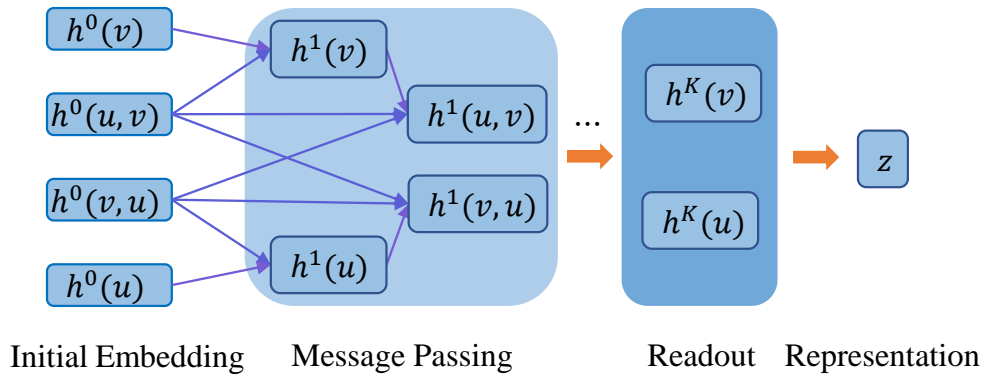 h⁰(v)
h⁰(u, v)
h⁰(v, u)
h⁰(u)
h¹(v)
h¹(u, v)
h¹(v, u)
h¹(u)
...
hᴷ(v)
hᴷ(u)
z
Initial Embedding
Message Passing
Readout
Representation